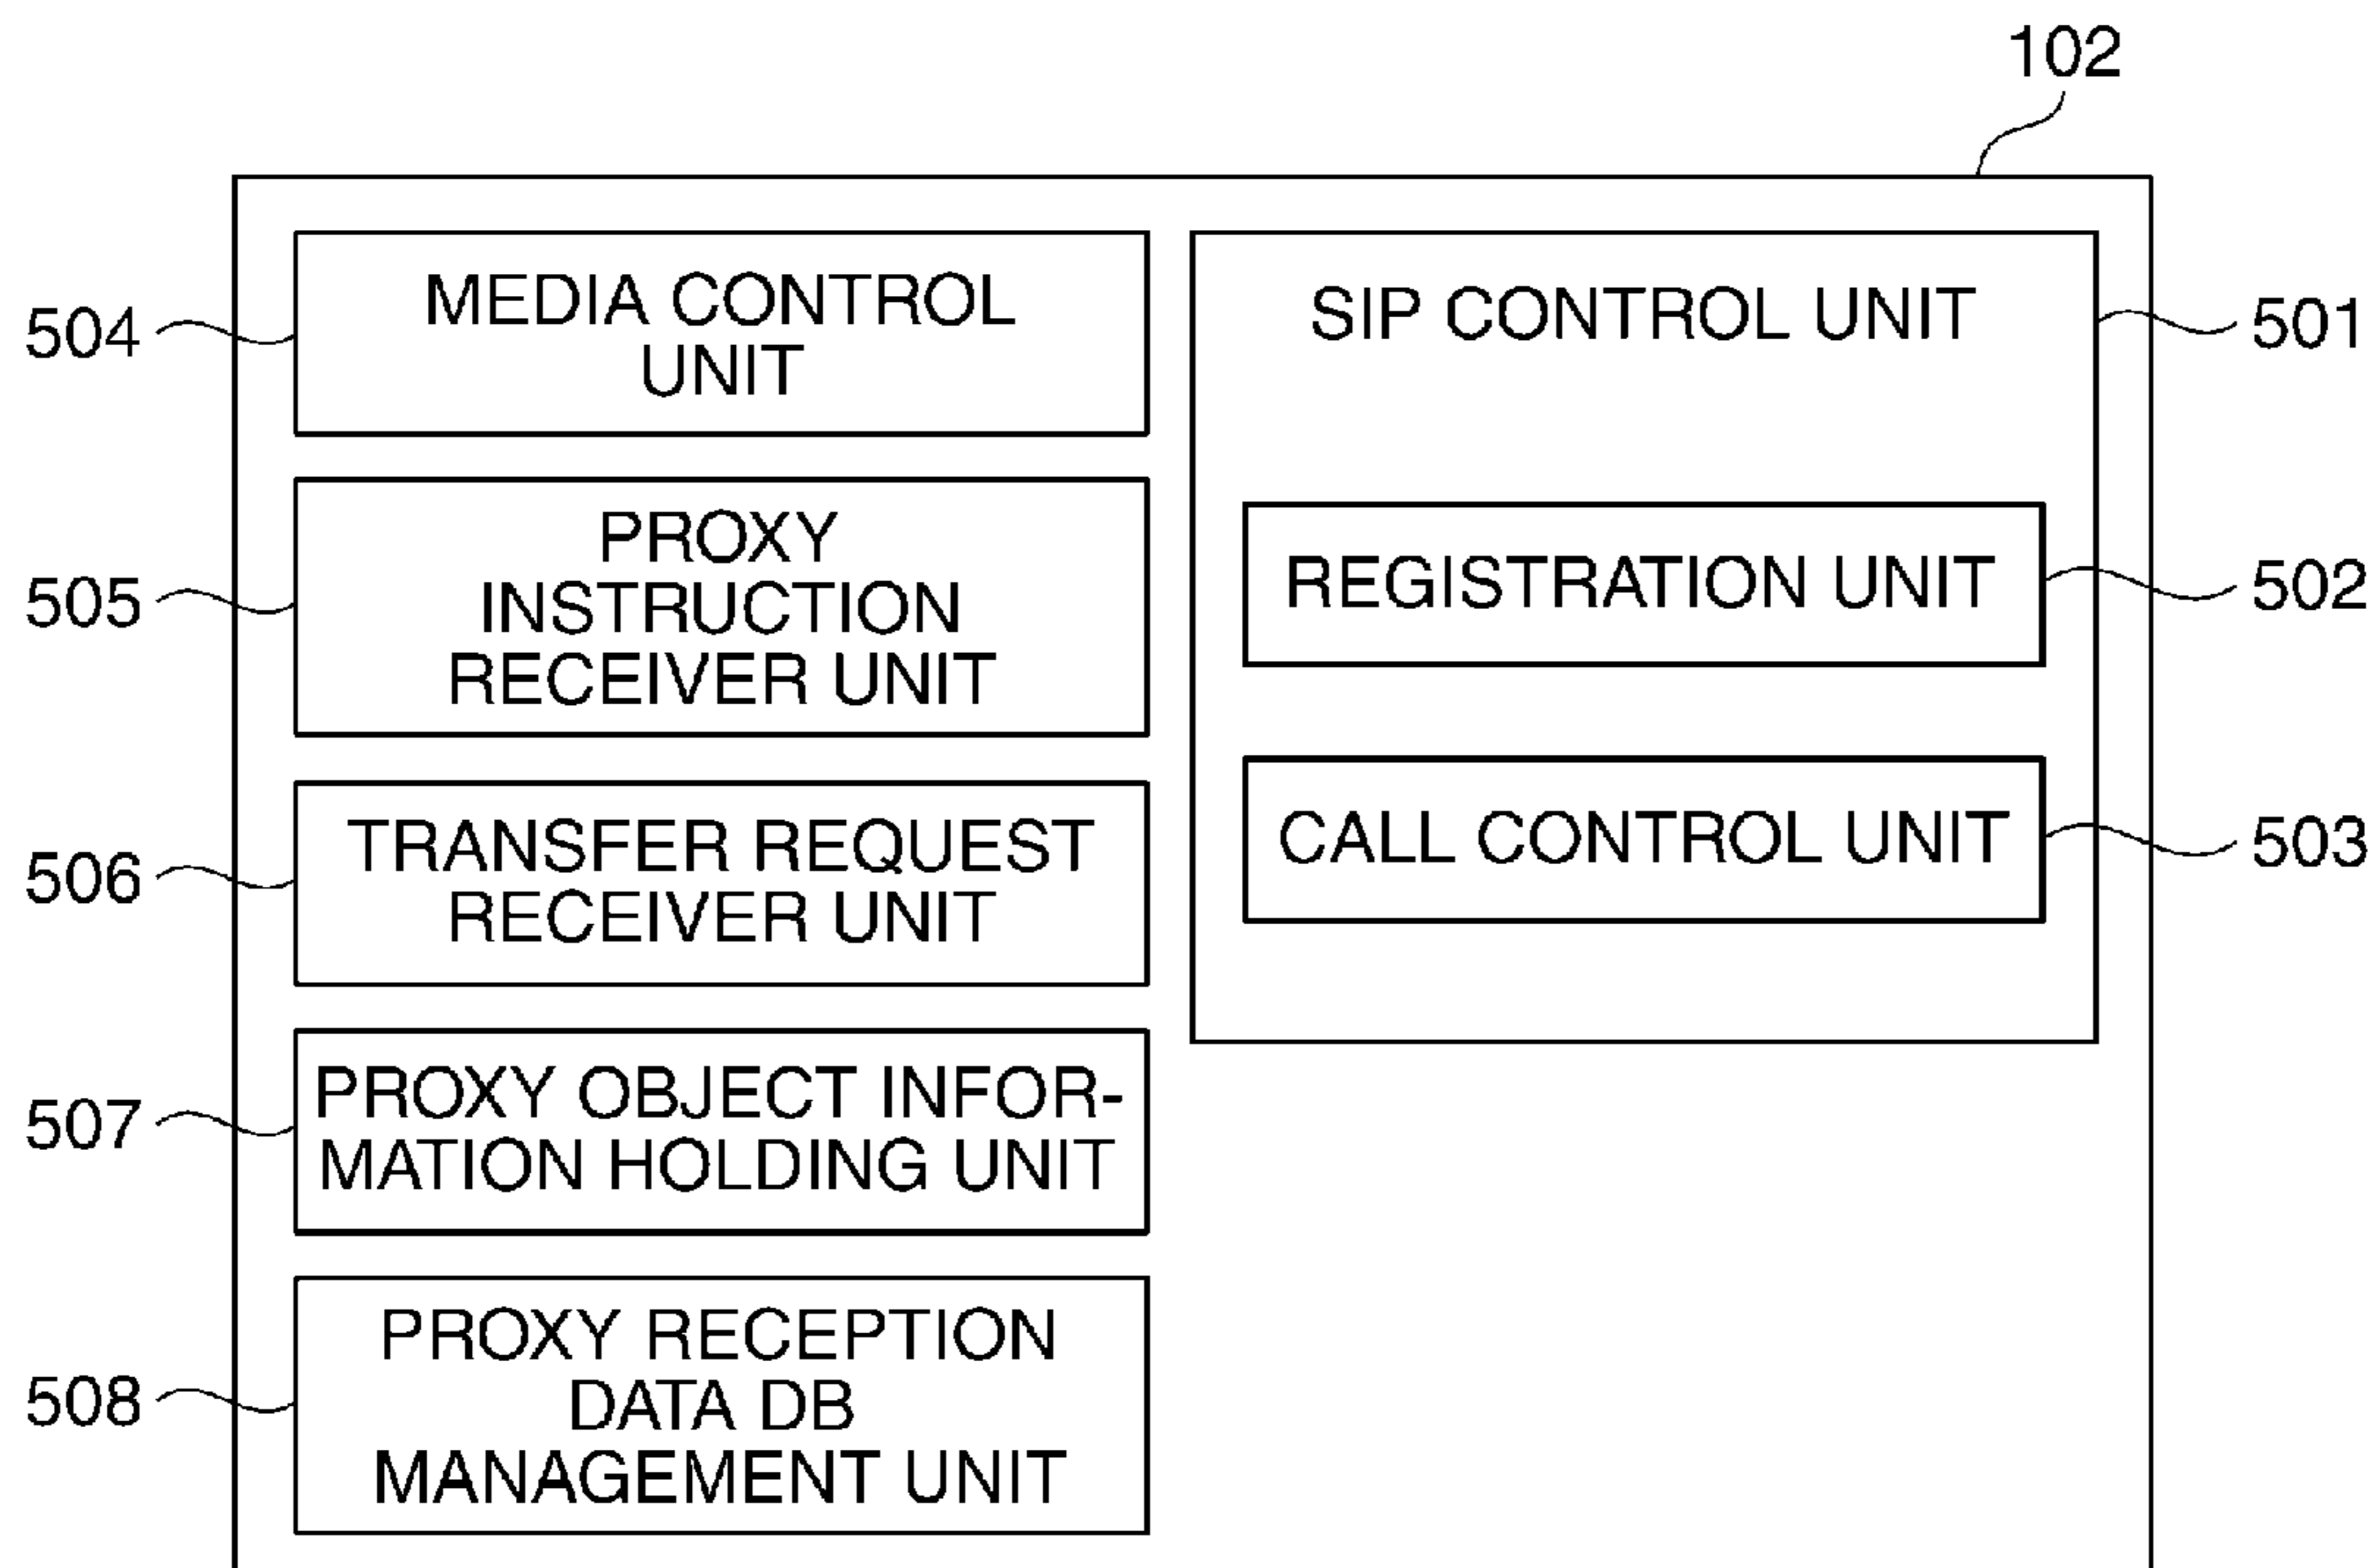 102
504
MEDIA CONTROL
UNIT
505
PROXY
INSTRUCTION
RECEIVER UNIT
506
TRANSFER REQUEST
RECEIVER UNIT
507
PROXY OBJECT INFOR-
MATION HOLDING UNIT
508
PROXY RECEPTION
DATA DB
MANAGEMENT UNIT
SIP CONTROL UNIT
501
REGISTRATION UNIT
502
CALL CONTROL UNIT
503